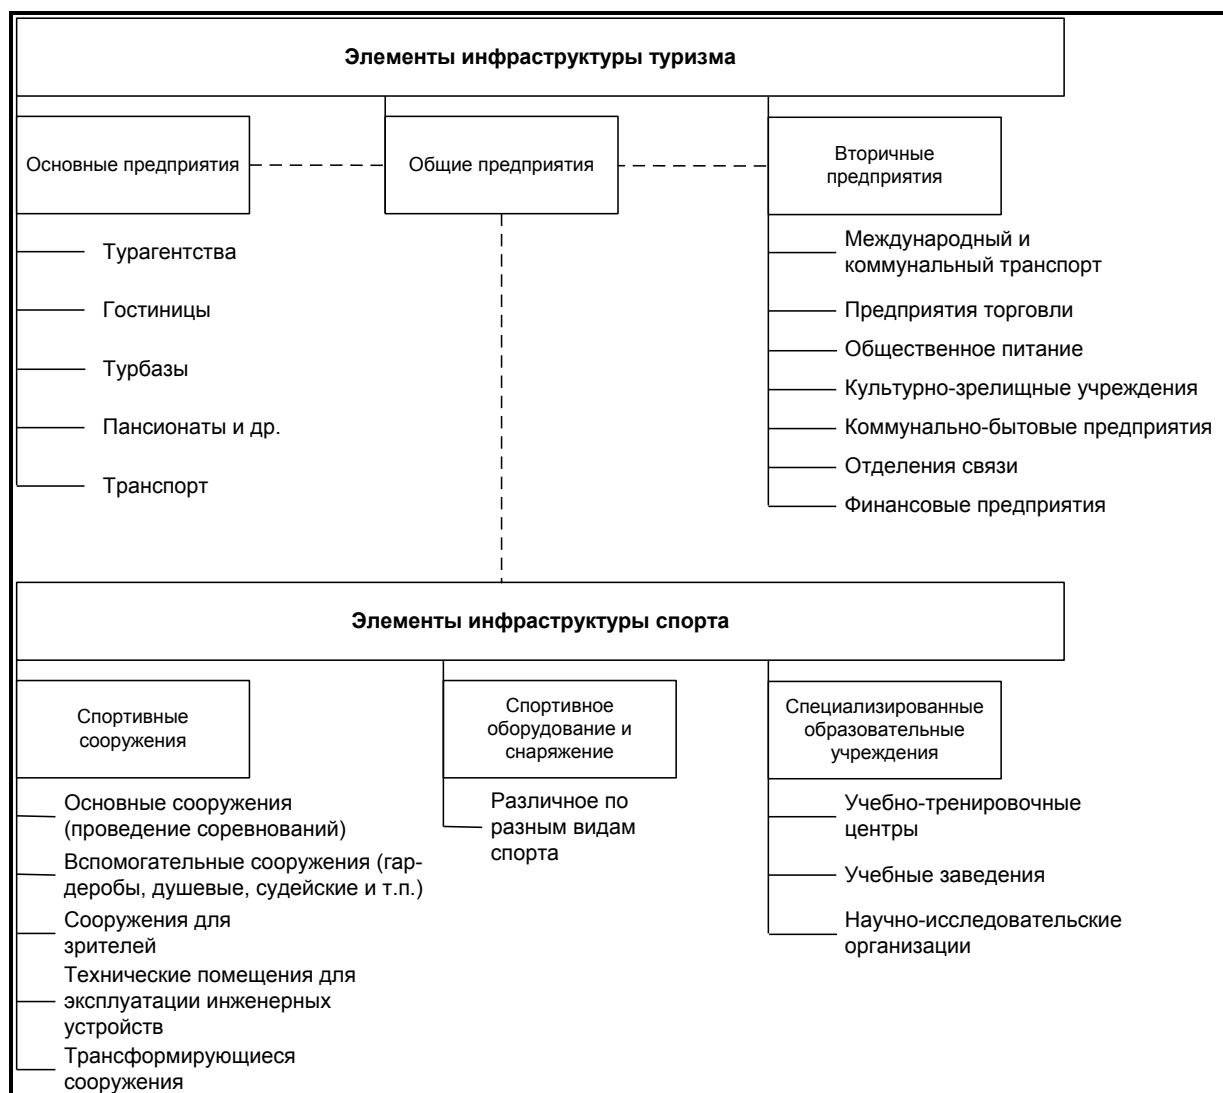 Элементы инфраструктуры туризма
Основные предприятия
Общие предприятия
Вторичные
предприятия
Турагентства
Гостиницы
Турбазы
Пансионаты и др.
Транспорт
Международный и
коммунальный транспорт
Предприятия торговли
Общественное питание
Культурно-зрелищные учреждения
Коммунально-бытовые предприятия
Отделения связи
Финансовые предприятия
Элементы инфраструктуры спорта
Спортивные
сооружения
Спортивное
оборудование и
снаряжение
Специализированные
образовательные
учреждения
Основные сооружения
(проведение соревнований)
Вспомогательные сооружения (гар-
деробы, душевые, судейские и т.п.)
Сооружения для
зрителей
Технические помещения для
эксплуатации инженерных
устройств
Трансформирующиеся
сооружения
Различное по
разным видам
спорта
Учебно-тренировочные
центры
Учебные заведения
Научно-исследовательские
организации